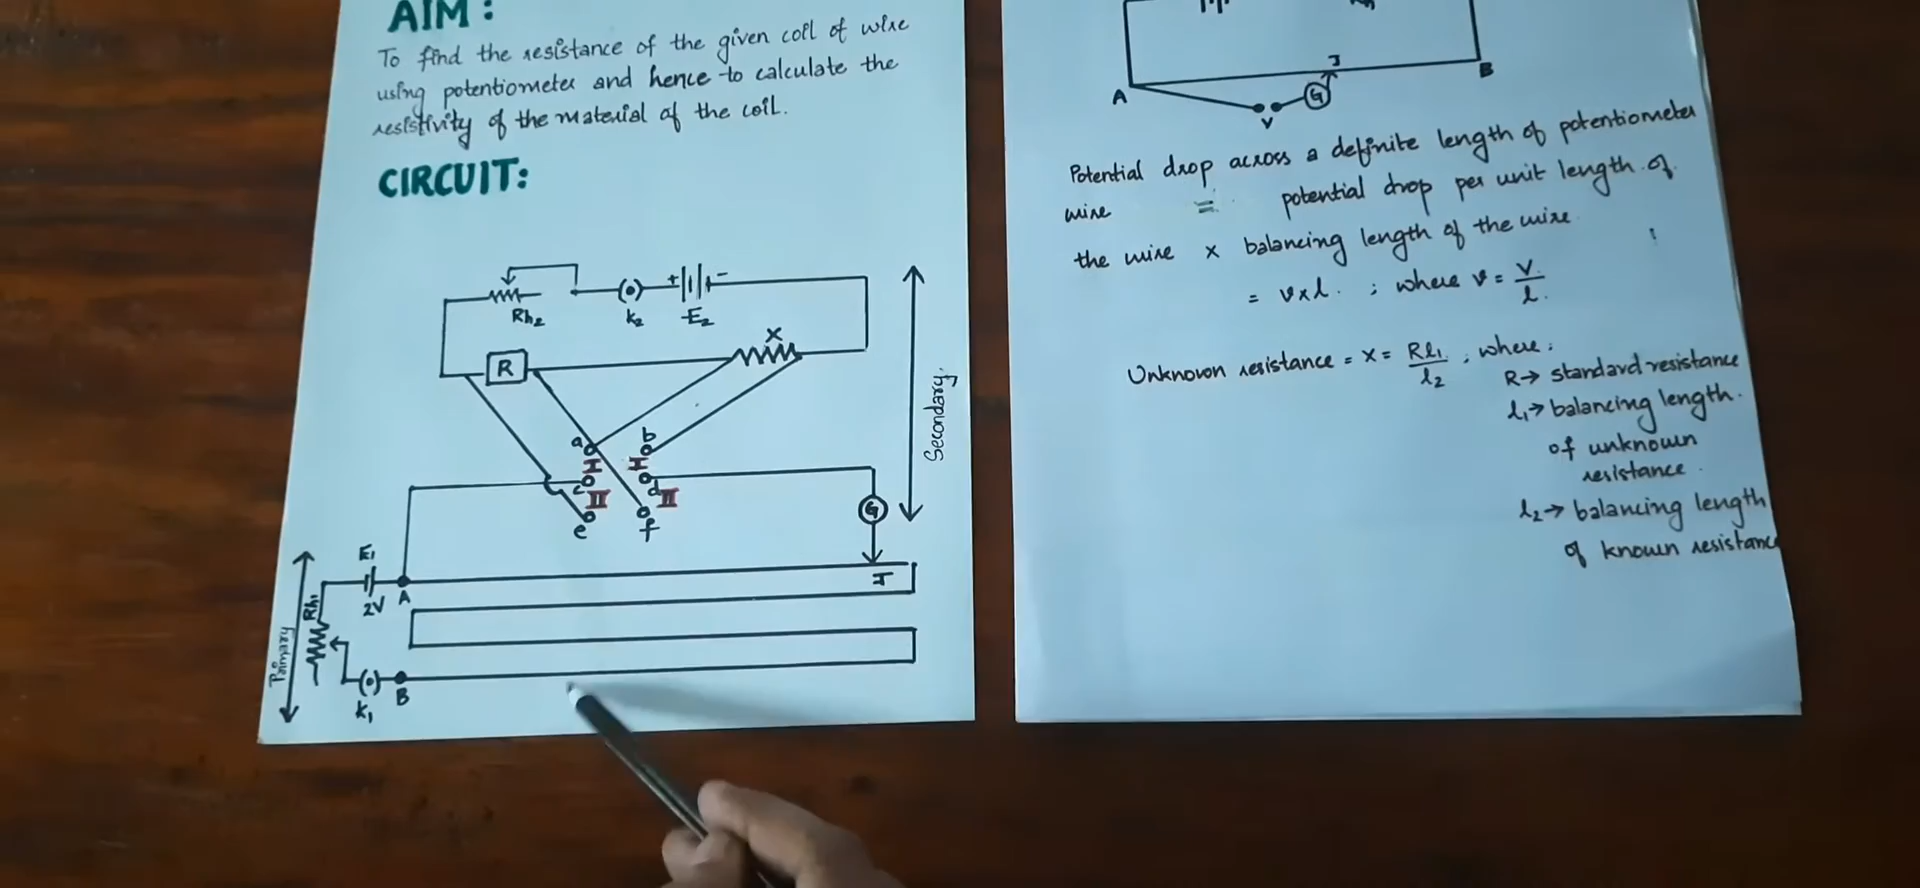 AIM:
To find the resistance of the given coil of wire
using potentiometer and hence to calculate the
resistivity of the material of the coil.
CIRCUIT:
Rh2
K2
+ -
E2
R
X
a b
I I
c d
II II
e f
G
Secondary.
E1
2V
A
J
Rh1
Primary
K1
B
J
A
B
G
V
Potential drop across a definite length of potentiometer
wire = potential drop per unit length of
the wire x balancing length of the wire
= v x l . ; where v = V/l.
Unknown resistance = X = Rl1/l2 , where:
R→ standard resistance
l1→ balancing length
of unknown
resistance.
l2→ balancing length
of known resistance